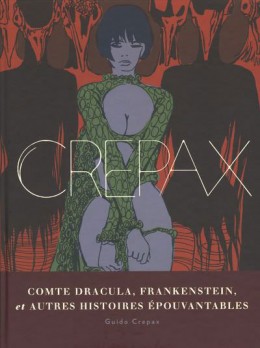 CREPAX
COMTE DRACULA, FRANKENSTEIN,
et AUTRES HISTOIRES ÉPOUVANTABLES
Guido Crepax